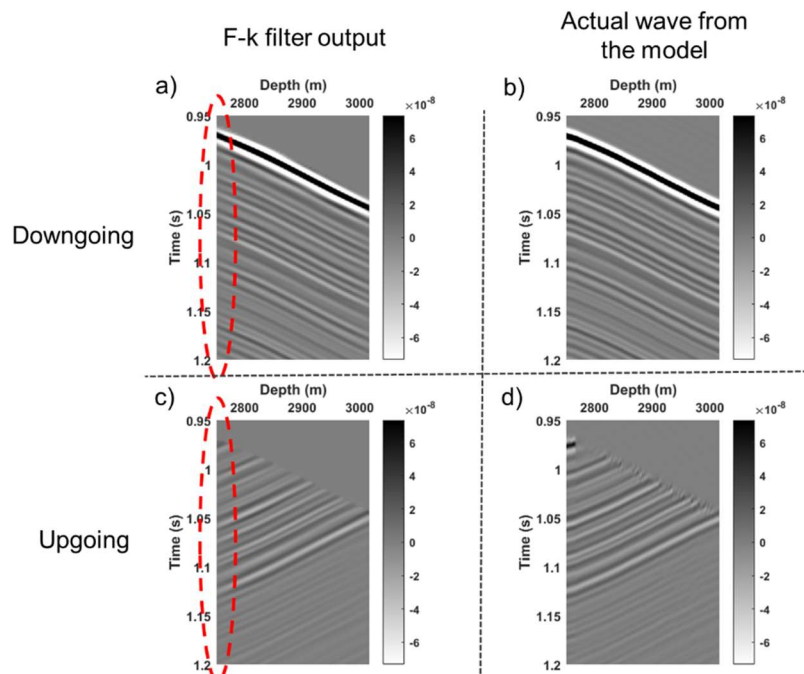 F-k filter output
Actual wave from
the model
a)
Depth (m)
2800 2900 3000
×10⁻⁸
0.95
1
1.05
1.1
1.15
1.2
Time (s)
6
4
2
0
-2
-4
-6
b)
Depth (m)
2800 2900 3000
×10⁻⁸
0.95
1
1.05
1.1
1.15
1.2
Time (s)
6
4
2
0
-2
-4
-6
Downgoing
c)
Depth (m)
2800 2900 3000
×10⁻⁸
0.95
1
1.05
1.1
1.15
1.2
Time (s)
6
4
2
0
-2
-4
-6
d)
Depth (m)
2800 2900 3000
×10⁻⁸
0.95
1
1.05
1.1
1.15
1.2
Time (s)
6
4
2
0
-2
-4
-6
Upgoing